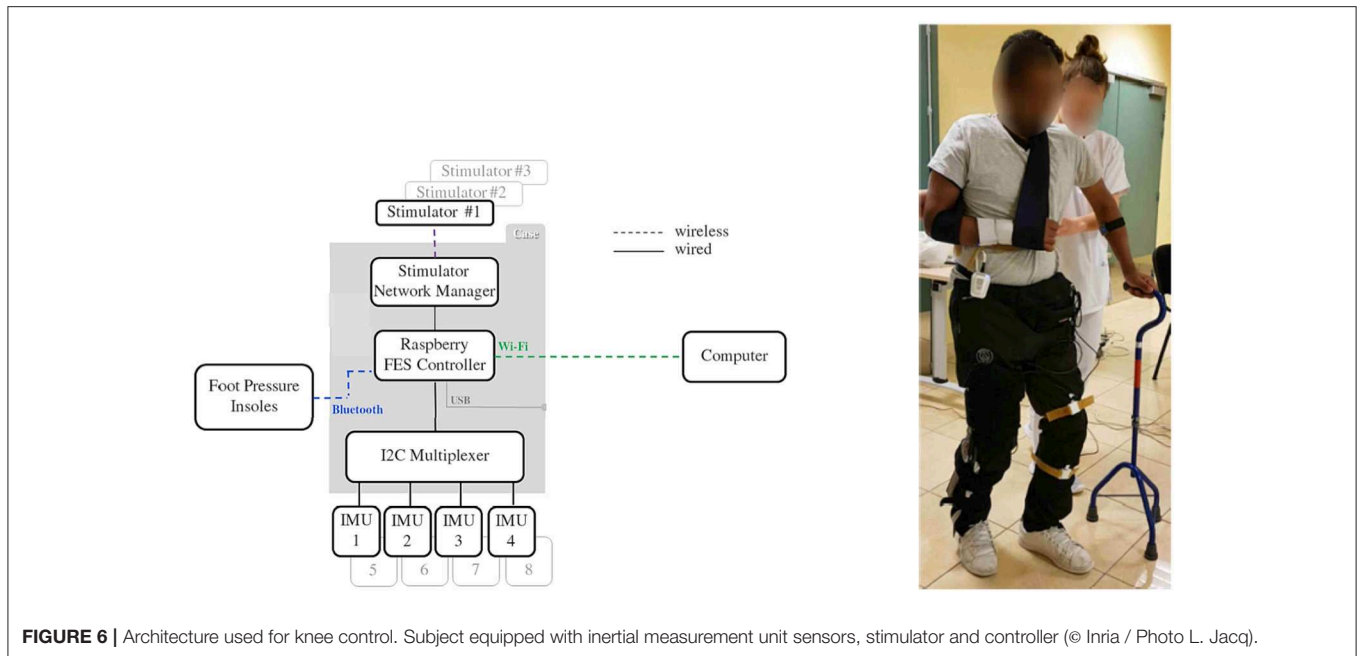 Stimulator #3
Stimulator #2
Stimulator #1
Case
wireless
wired
Stimulator
Network Manager
Raspberry
FES Controller
Wi-Fi
Computer
Foot Pressure
Insoles
Bluetooth
USB
I2C Multiplexer
IMU IMU IMU IMU
1 2 3 4
5 6 7 8
FIGURE 6 | Architecture used for knee control. Subject equipped with inertial measurement unit sensors, stimulator and controller (© Inria / Photo L. Jacq).